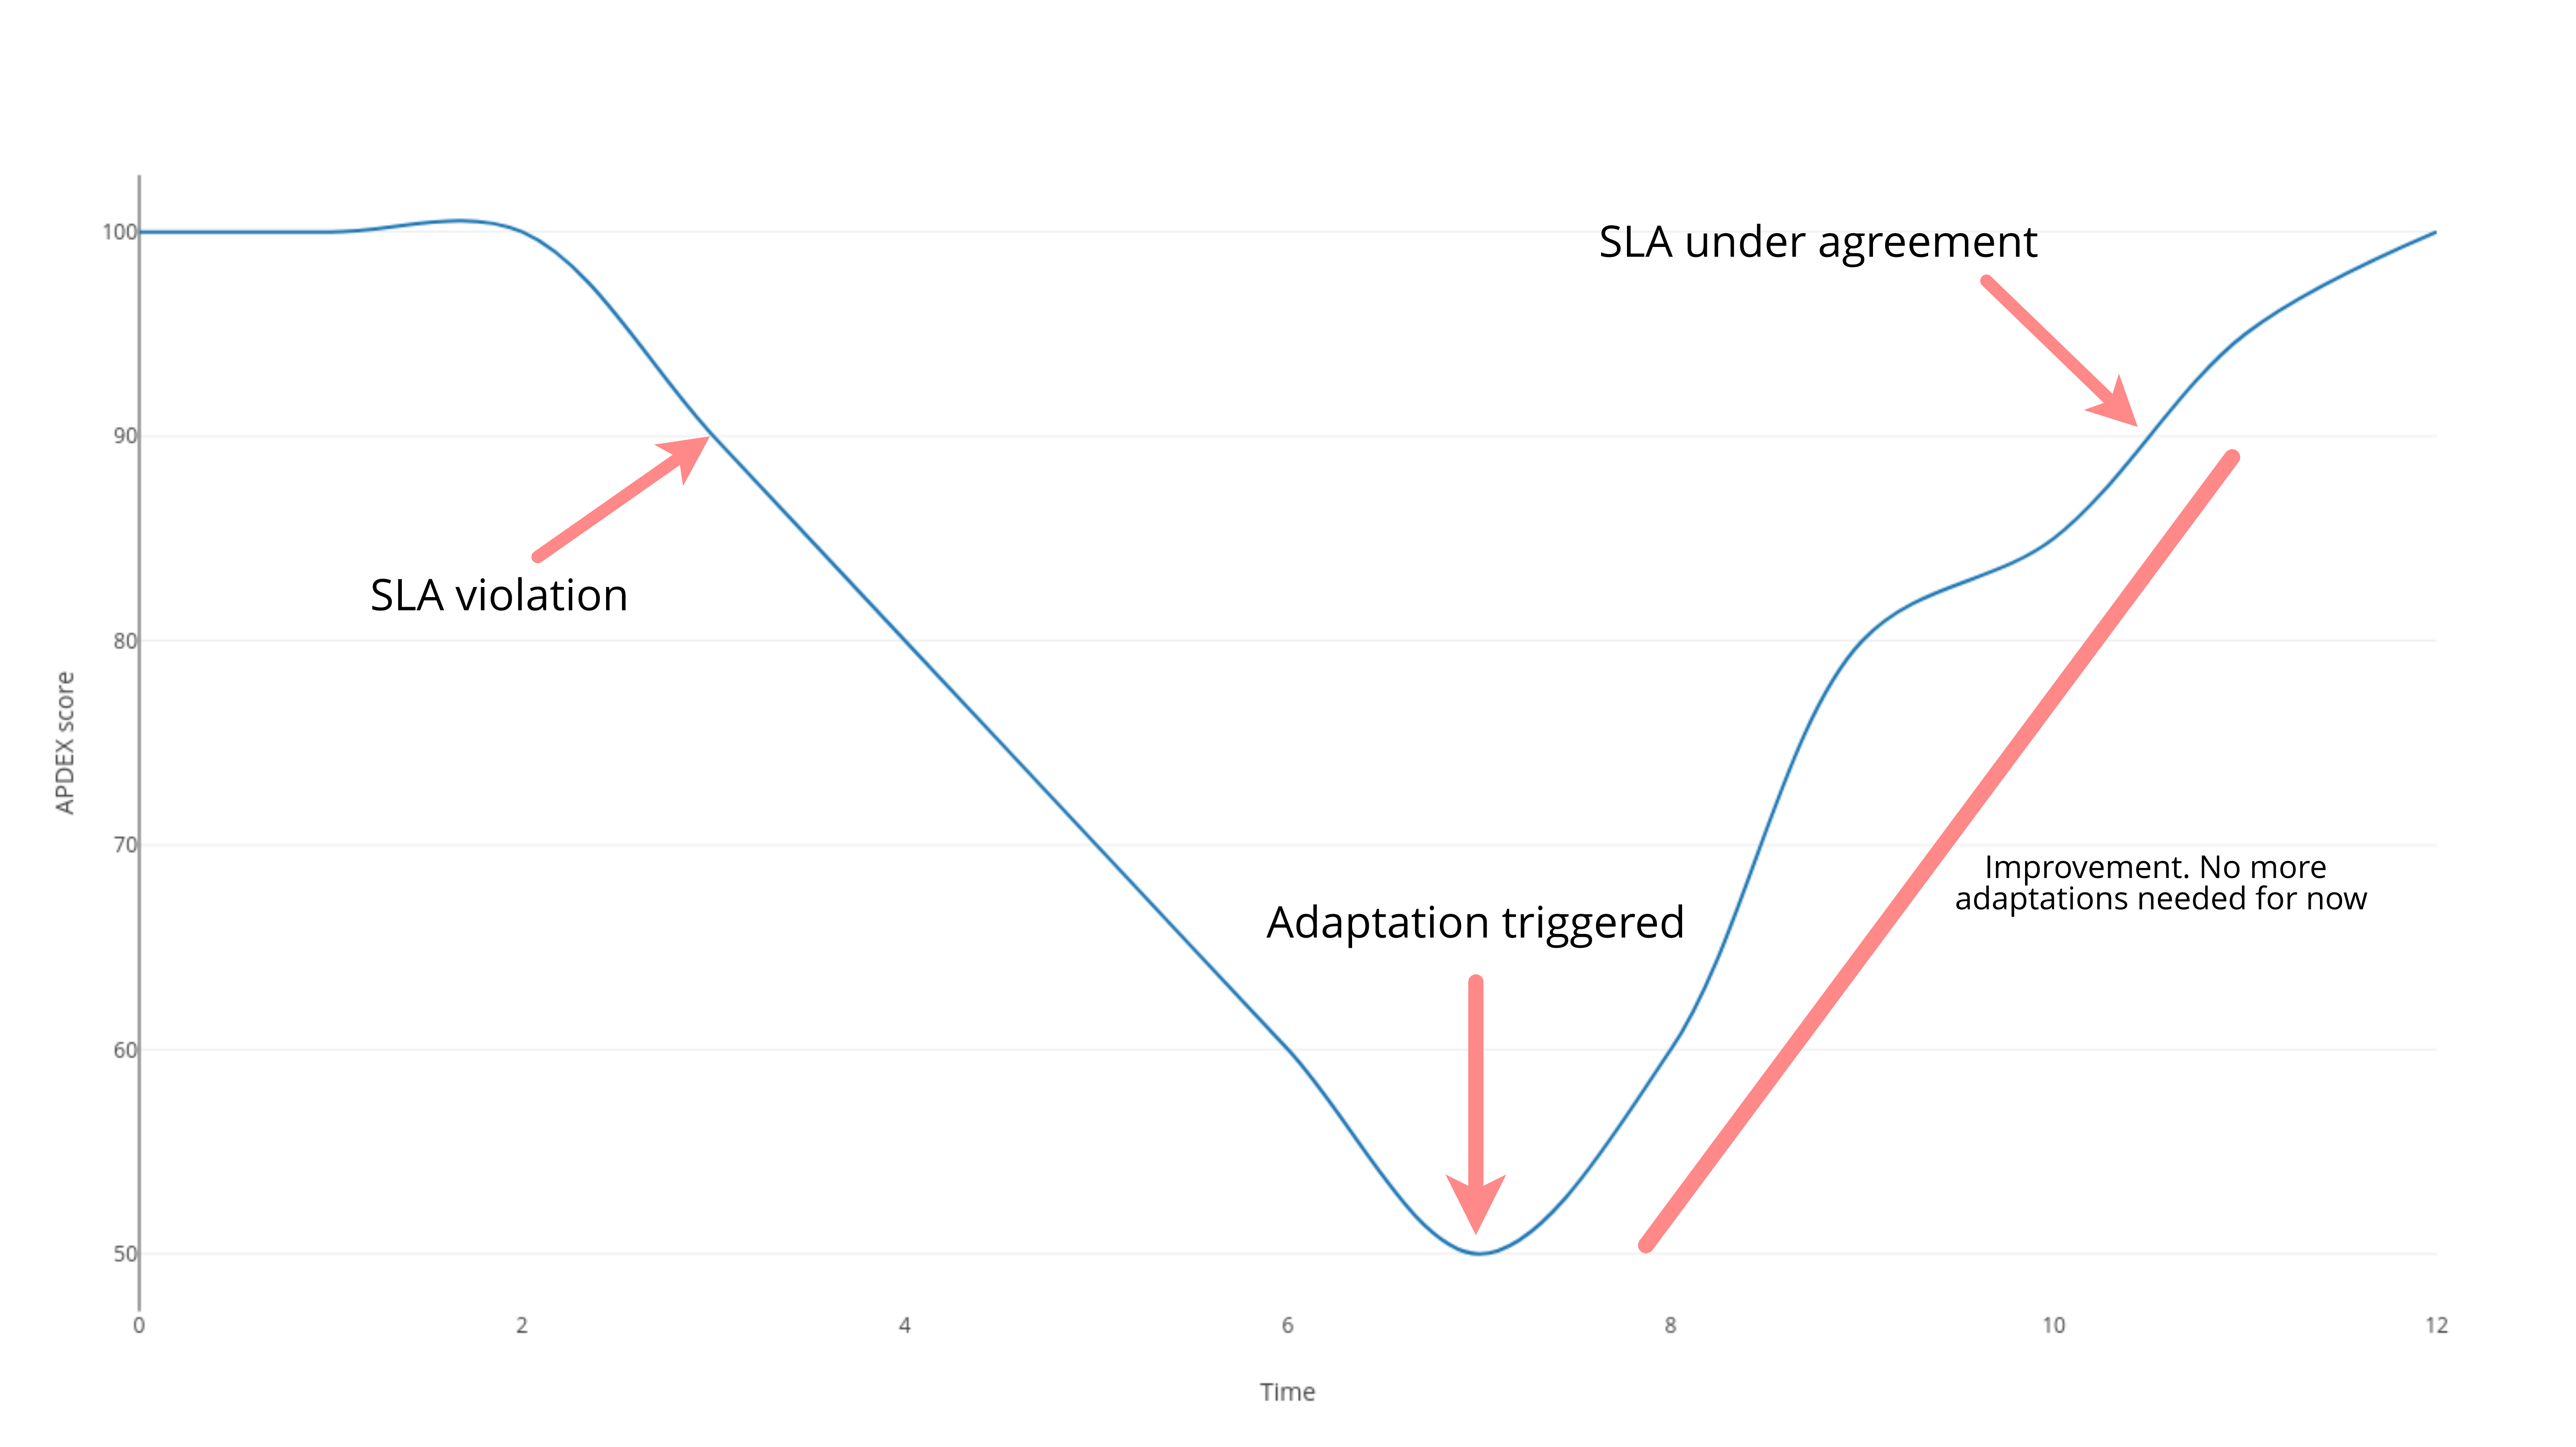 100
90
80
70
60
50
APDEX score
SLA under agreement
SLA violation
Improvement. No more
adaptations needed for now
Adaptation triggered
0 2 4 6 8 10 12
Time